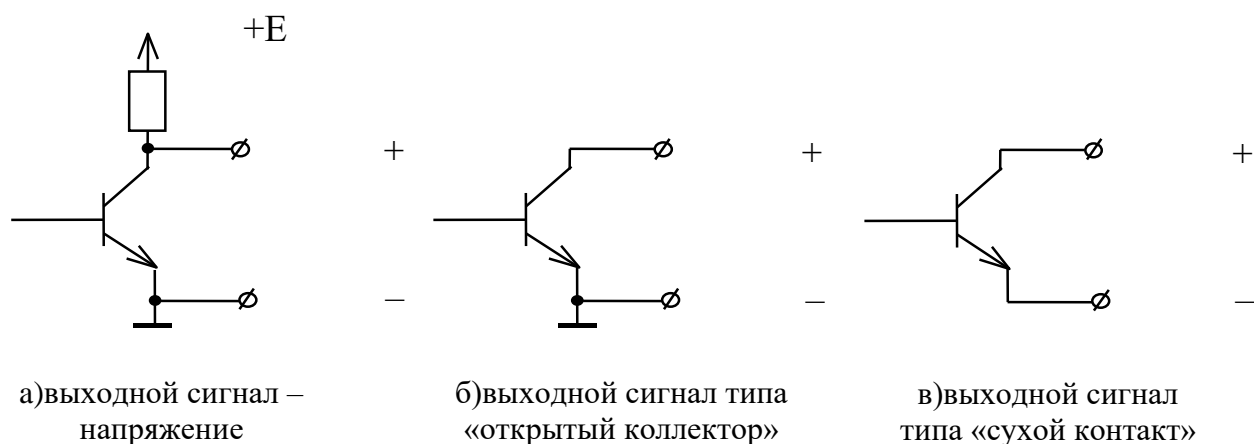 +E
+
+
+
–
–
–
а)выходной сигнал –
напряжение
б)выходной сигнал типа
«открытый коллектор»
в)выходной сигнал
типа «сухой контакт»